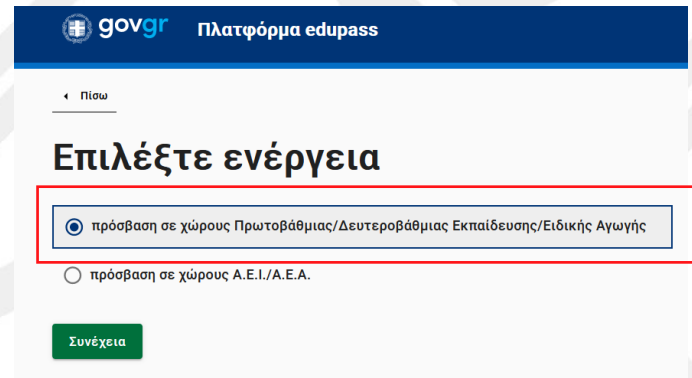 govgr Πλατφόρμα edupass
Πίσω
Επιλέξτε ενέργεια
πρόσβαση σε χώρους Πρωτοβάθμιας/Δευτεροβάθμιας Εκπαίδευσης/Ειδικής Αγωγής
πρόσβαση σε χώρους Α.Ε.Ι./Α.Ε.Α.
Συνέχεια